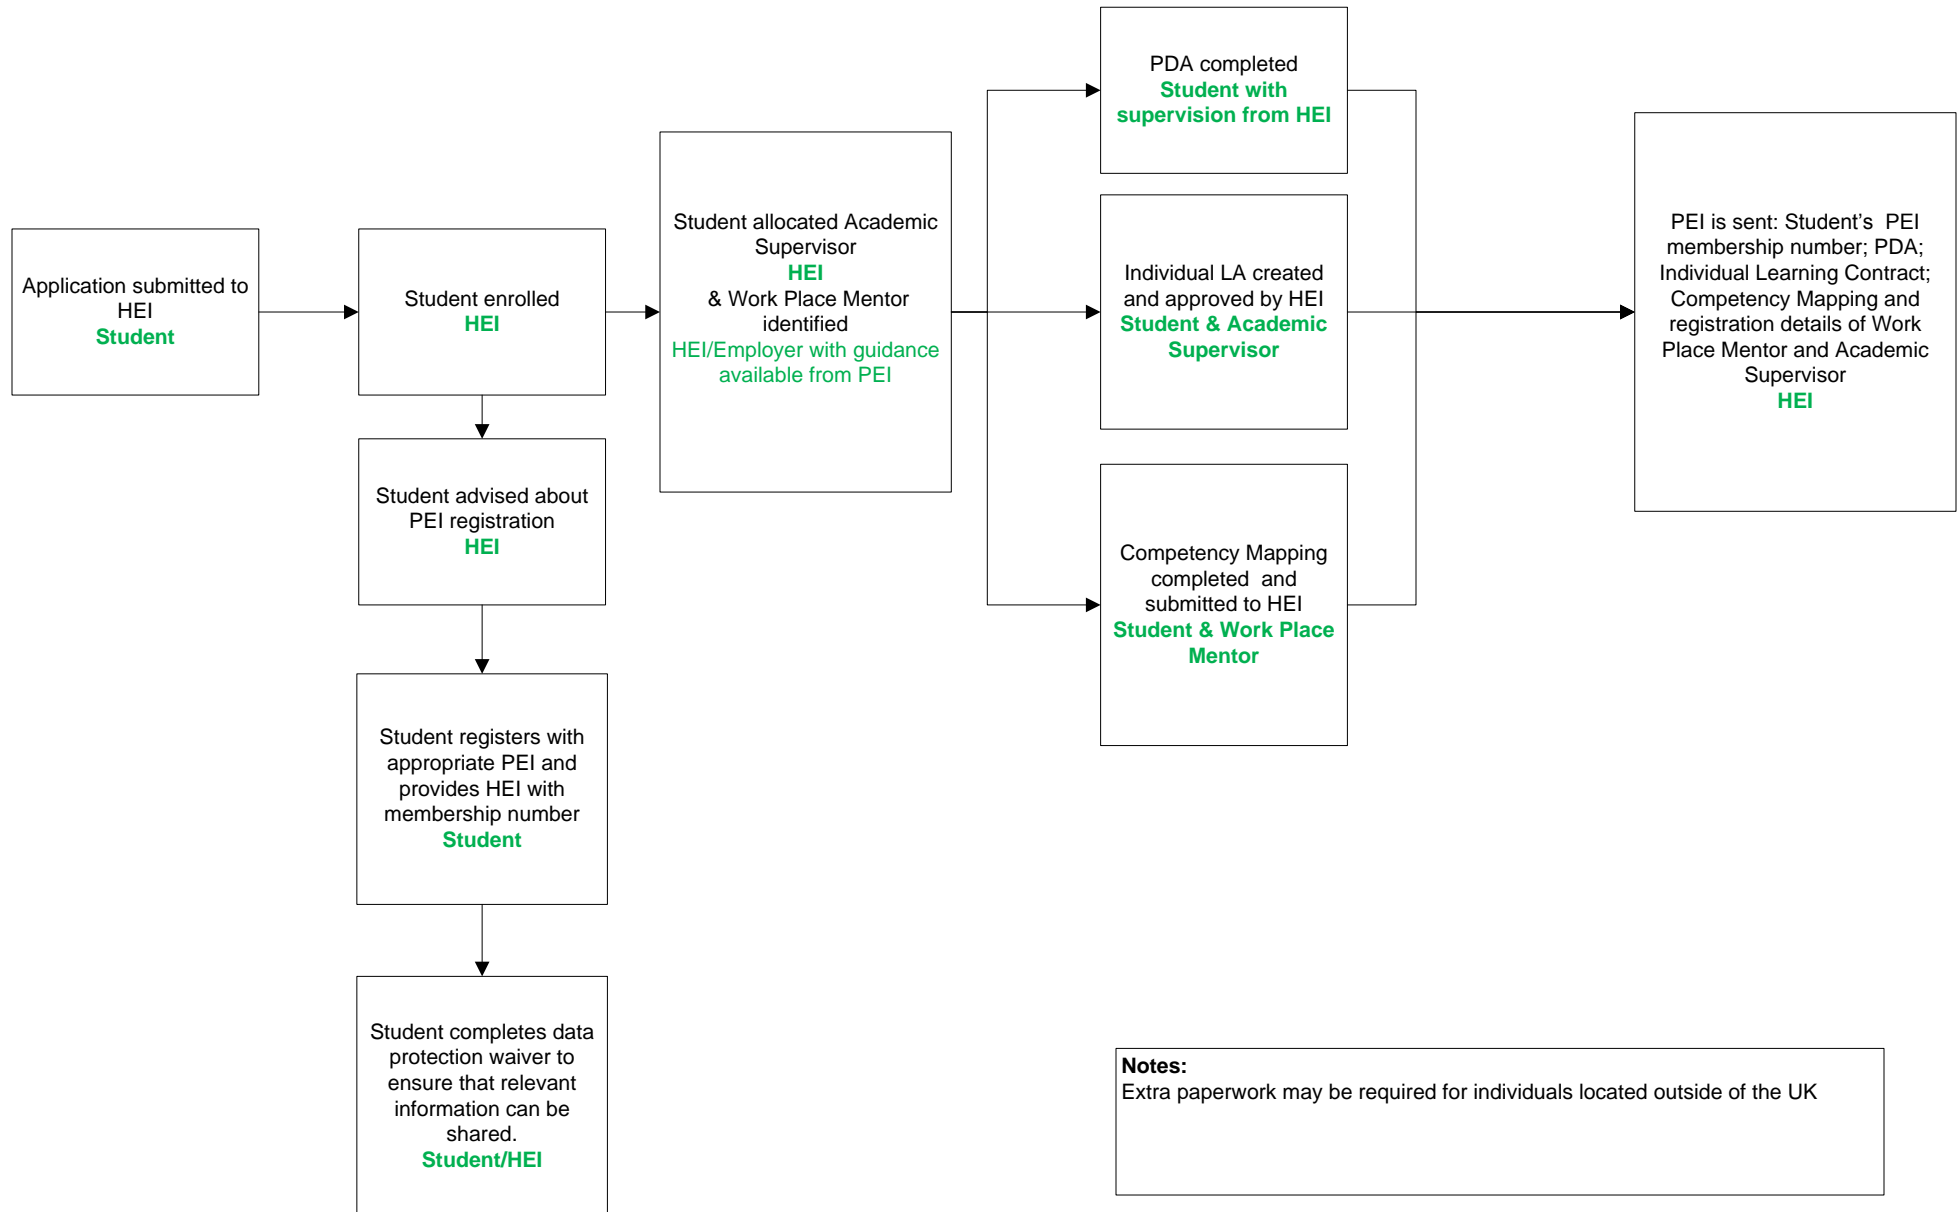 Application submitted to
HEI
Student
Student enrolled
HEI
Student advised about
PEI registration
HEI
Student registers with
appropriate PEI and
provides HEI with
membership number
Student
Student completes data
protection waiver to
ensure that relevant
information can be
shared.
Student/HEI
Student allocated Academic
Supervisor
HEI
& Work Place Mentor
identified
HEI/Employer with guidance
available from PEI
PDA completed
Student with
supervision from HEI
Individual LA created
and approved by HEI
Student & Academic
Supervisor
Competency Mapping
completed and
submitted to HEI
Student & Work Place
Mentor
PEI is sent: Student’s PEI
membership number; PDA;
Individual Learning Contract;
Competency Mapping and
registration details of Work
Place Mentor and Academic
Supervisor
HEI
Notes:
Extra paperwork may be required for individuals located outside of the UK